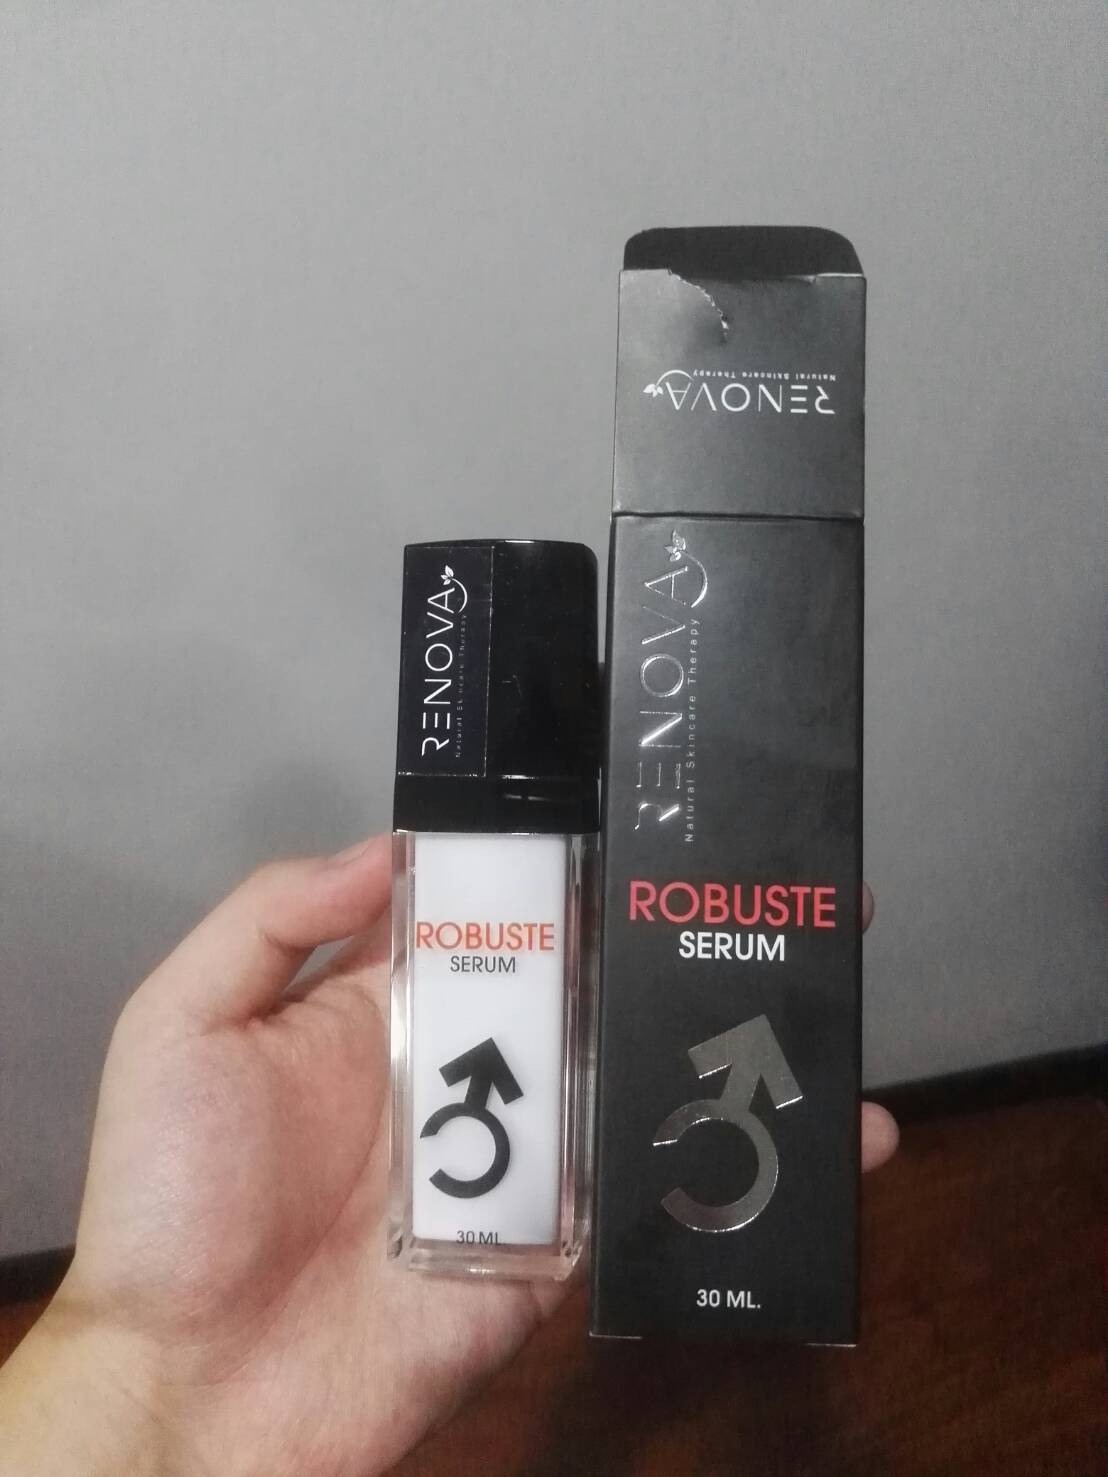 RENOVA
Natural Skincare Therapy
ROBUSTE
SERUM
30 ML.
RENOVA
Natural Skincare Therapy
RENOVA
Natural Skincare Therapy
ROBUSTE
SERUM
30 ML.